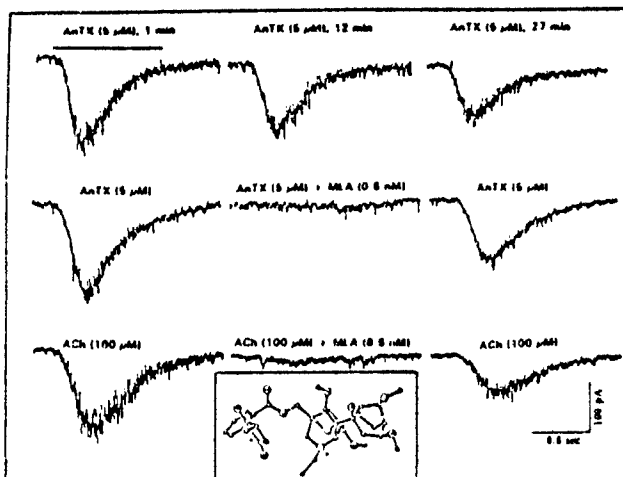 AnTX (5 µM), 1 min
AnTX (5 µM), 12 min
AnTX (5 µM), 27 min
AnTX (5 µM)
AnTX (5 µM) + MLA (0.5 nM)
AnTX (5 µM)
ACh (100 µM)
ACh (100 µM) + MLA (0.5 nM)
ACh (100 µM)
100 pA
0.5 sec